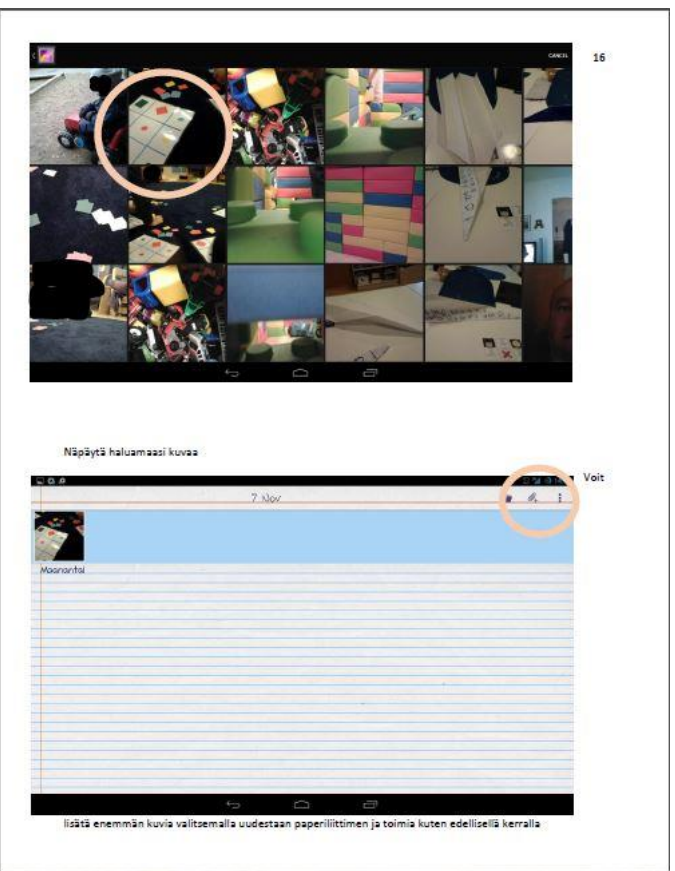 16
CANCEL
Näpäytä haluamaasi kuvaa
Voit
7 Nov
Maanantai
lisätä enemmän kuvia valitsemalla uudestaan paperiliittimen ja toimia kuten edellisellä kerralla